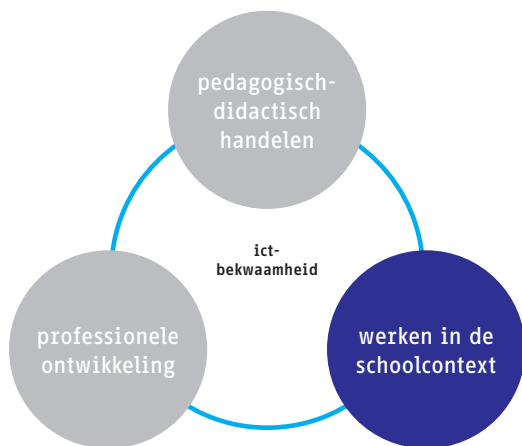 pedagogisch-
didactisch
handelen
ict-
bekwaamheid
professionele
ontwikkeling
werken in de
schoolcontext